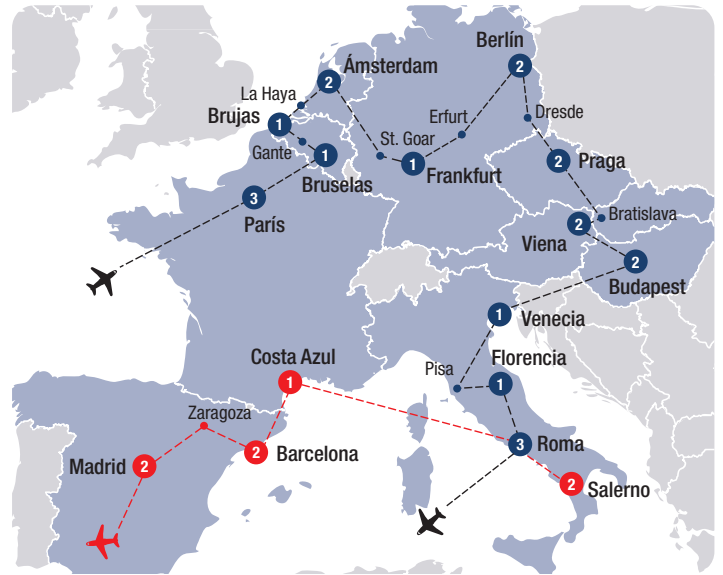 Berlín
2
Ámsterdam
2
La Haya
Brujas
1
Erfurt
Dresde
St. Goar
Gante
1
Bruselas
1
Frankfurt
2
Praga
3
París
Bratislava
2
Viena
2
Budapest
1
Venecia
Costa Azul
1
Florencia
1
Pisa
Zaragoza
Madrid
2
2
Barcelona
3
Roma
2
Salerno